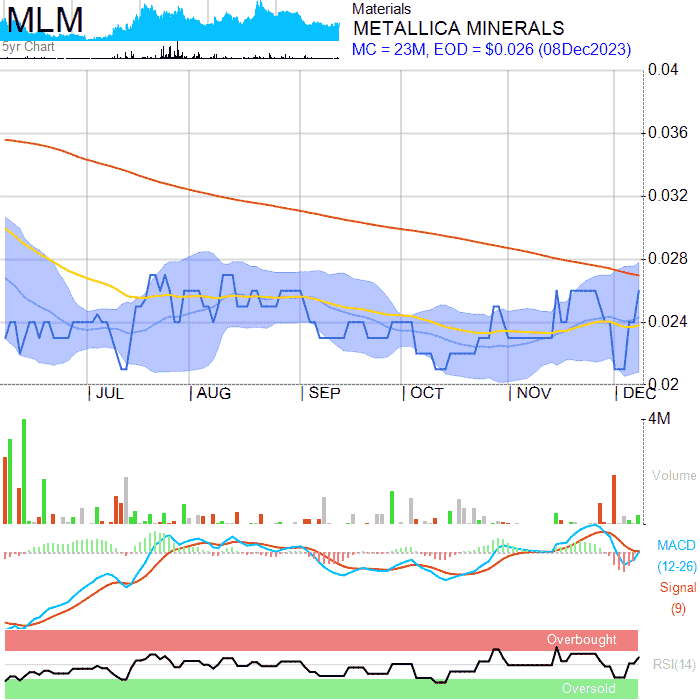 MLM
5yr Chart
Materials
METALLICA MINERALS
MC = 23M, EOD = $0.026 (08Dec2023)
0.04
0.036
0.032
0.028
0.024
0.02
JUL AUG SEP OCT NOV DEC
4M
Volume
MACD
(12-26)
Signal
(9)
Overbought
RSI(14)
Oversold